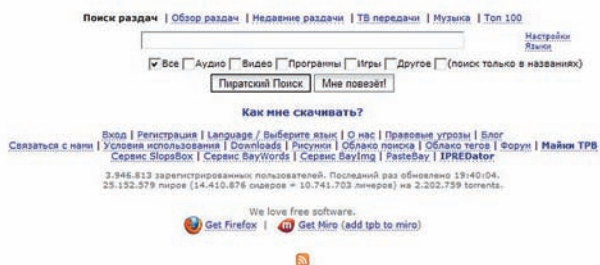 Поиск раздач | Обзор раздач | Недавние раздачи | ТВ передачи | Музыка | Топ 100
Настройки
Языки
Все Аудио Видео Программы Игры Другое (поиск только в названиях)
Пиратский Поиск Мне повезёт!
Как мне скачивать?
Вход | Регистрация | Language / Выберите язык | О нас | Правовые угрозы | Блог
Связаться с нами | Условия использования | Downloads | Рисунки | Облако поиска | Облако тегов | Форум | Майки TPB
Сервис SlopsBox | Сервис BayWords | Сервис BayImg | PasteBay | IPREDator
3.946.813 зарегистрированных пользователей. Последний раз обновлено 19:40:04.
25.152.579 пиров (14.410.876 сидеров + 10.741.703 личеров) на 2.202.759 torrents.
We love free software.
Get Firefox | Get Miro (add tpb to miro)